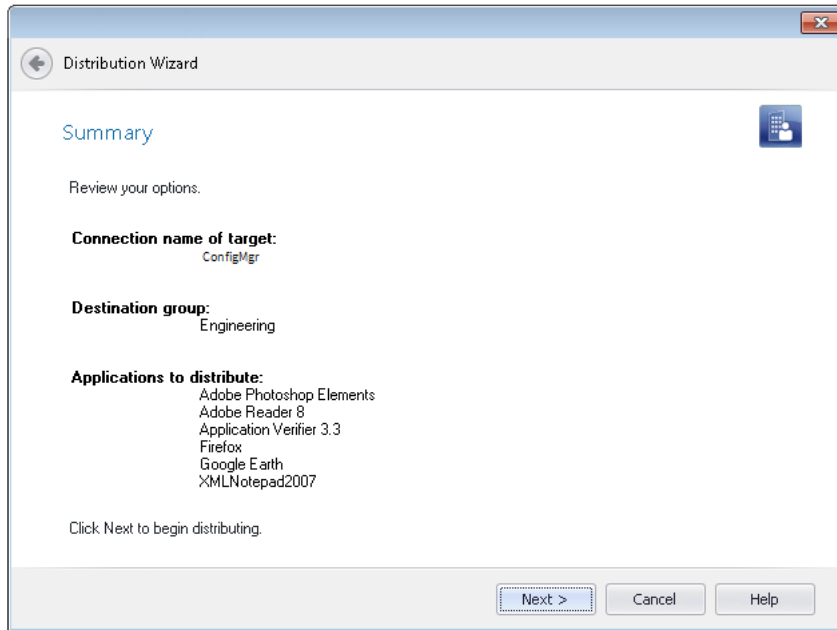 Distribution Wizard
Summary
Review your options.
Connection name of target:
ConfigMgr
Destination group:
Engineering
Applications to distribute:
Adobe Photoshop Elements
Adobe Reader 8
Application Verifier 3.3
Firefox
Google Earth
XMLNotepad2007
Click Next to begin distributing.
Next > Cancel Help